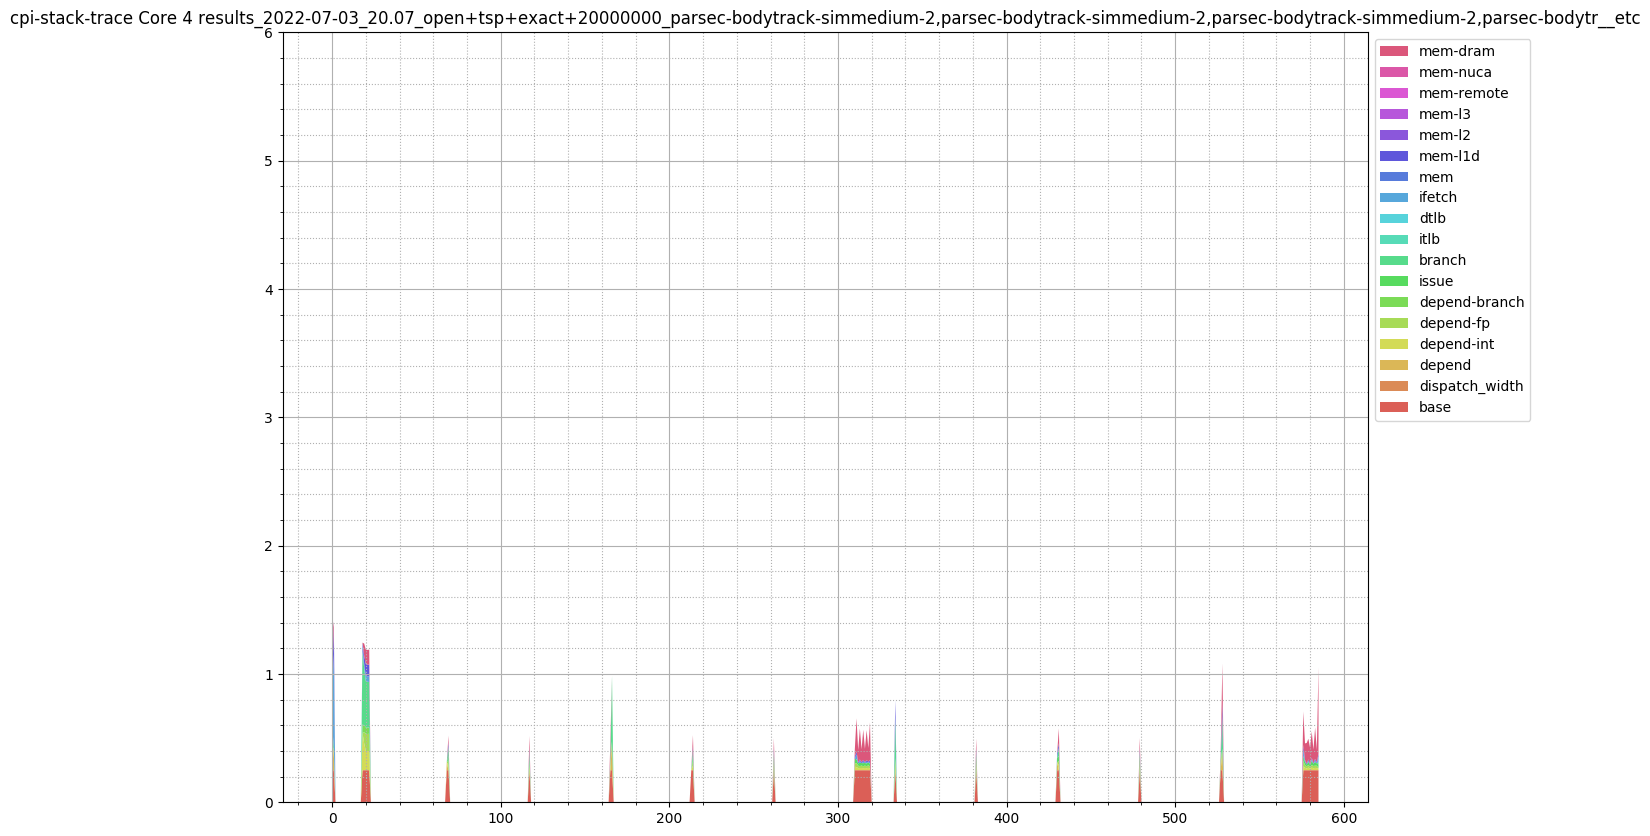 cpi-stack-trace Core 4 results_2022-07-03_20.07_open+tsp+exact+20000000_parsec-bodytrack-simmedium-2,parsec-bodytrack-simmedium-2,parsec-bodytrack-simmedium-2,parsec-bodytr__etc
6
5
4
3
2
1
0
0 100 200 300 400 500 600
mem-dram
mem-nuca
mem-remote
mem-l3
mem-l2
mem-l1d
mem
ifetch
dtlb
itlb
branch
issue
depend-branch
depend-fp
depend-int
depend
dispatch_width
base